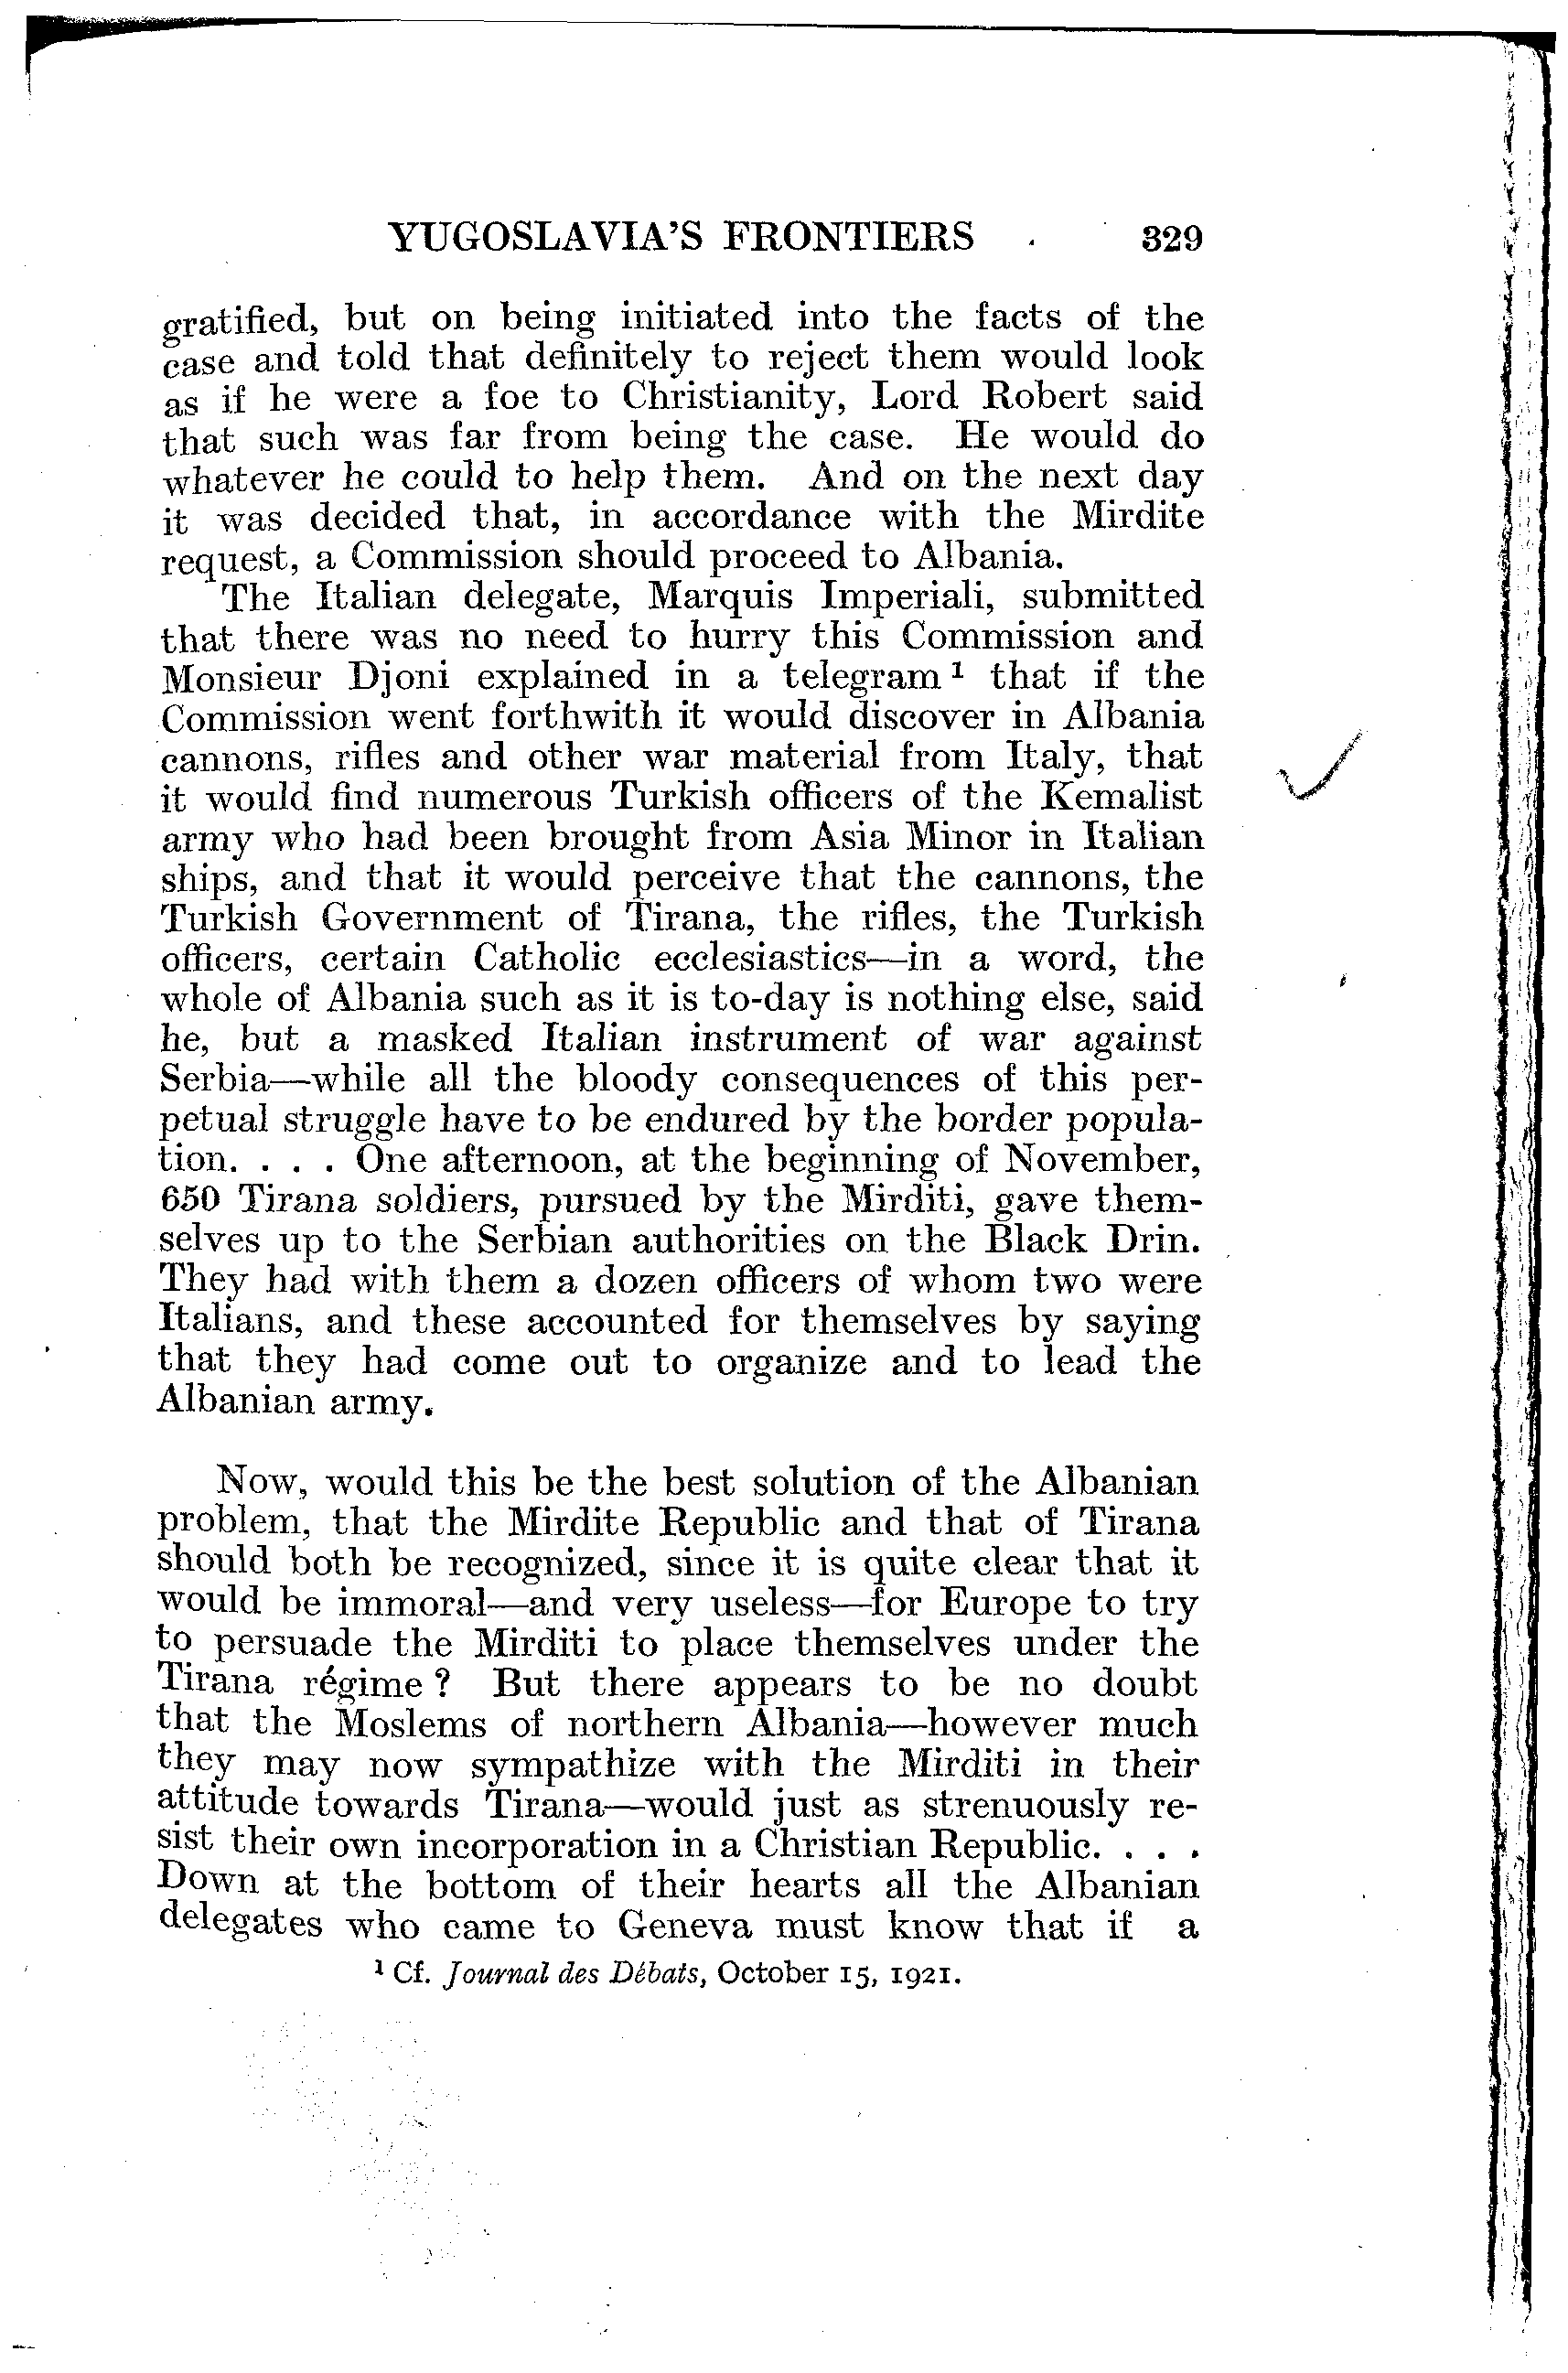 YUGOSLAVIA'S FRONTIERS 329
gratified, but on being initiated into the facts of the
case and told that definitely to reject them would look
as if he were a foe to Christianity, Lord Robert said
that such was far from being the case. He would do
whatever he could to help them. And on the next day
it was decided that, in accordance with the Mirdite
request, a Commission should proceed to Albania.
The Italian delegate, Marquis Imperiali, submitted
that there was no need to hurry this Commission and
Monsieur Djoni explained in a telegram¹ that if the
Commission went forthwith it would discover in Albania
cannons, rifles and other war material from Italy, that
it would find numerous Turkish officers of the Kemalist
army who had been brought from Asia Minor in Italian
ships, and that it would perceive that the cannons, the
Turkish Government of Tirana, the rifles, the Turkish
officers, certain Catholic ecclesiastics—in a word, the
whole of Albania such as it is to-day is nothing else, said
he, but a masked Italian instrument of war against
Serbia—while all the bloody consequences of this per-
petual struggle have to be endured by the border popula-
tion. . . . One afternoon, at the beginning of November,
650 Tirana soldiers, pursued by the Mirditi, gave them-
selves up to the Serbian authorities on the Black Drin.
They had with them a dozen officers of whom two were
Italians, and these accounted for themselves by saying
that they had come out to organize and to lead the
Albanian army.
Now, would this be the best solution of the Albanian
problem, that the Mirdite Republic and that of Tirana
should both be recognized, since it is quite clear that it
would be immoral—and very useless—for Europe to try
to persuade the Mirditi to place themselves under the
Tirana régime ? But there appears to be no doubt
that the Moslems of northern Albania—however much
they may now sympathize with the Mirditi in their
attitude towards Tirana—would just as strenuously re-
sist their own incorporation in a Christian Republic. . . .
Down at the bottom of their hearts all the Albanian
delegates who came to Geneva must know that if a
¹ Cf. Journal des Débats, October 15, 1921.